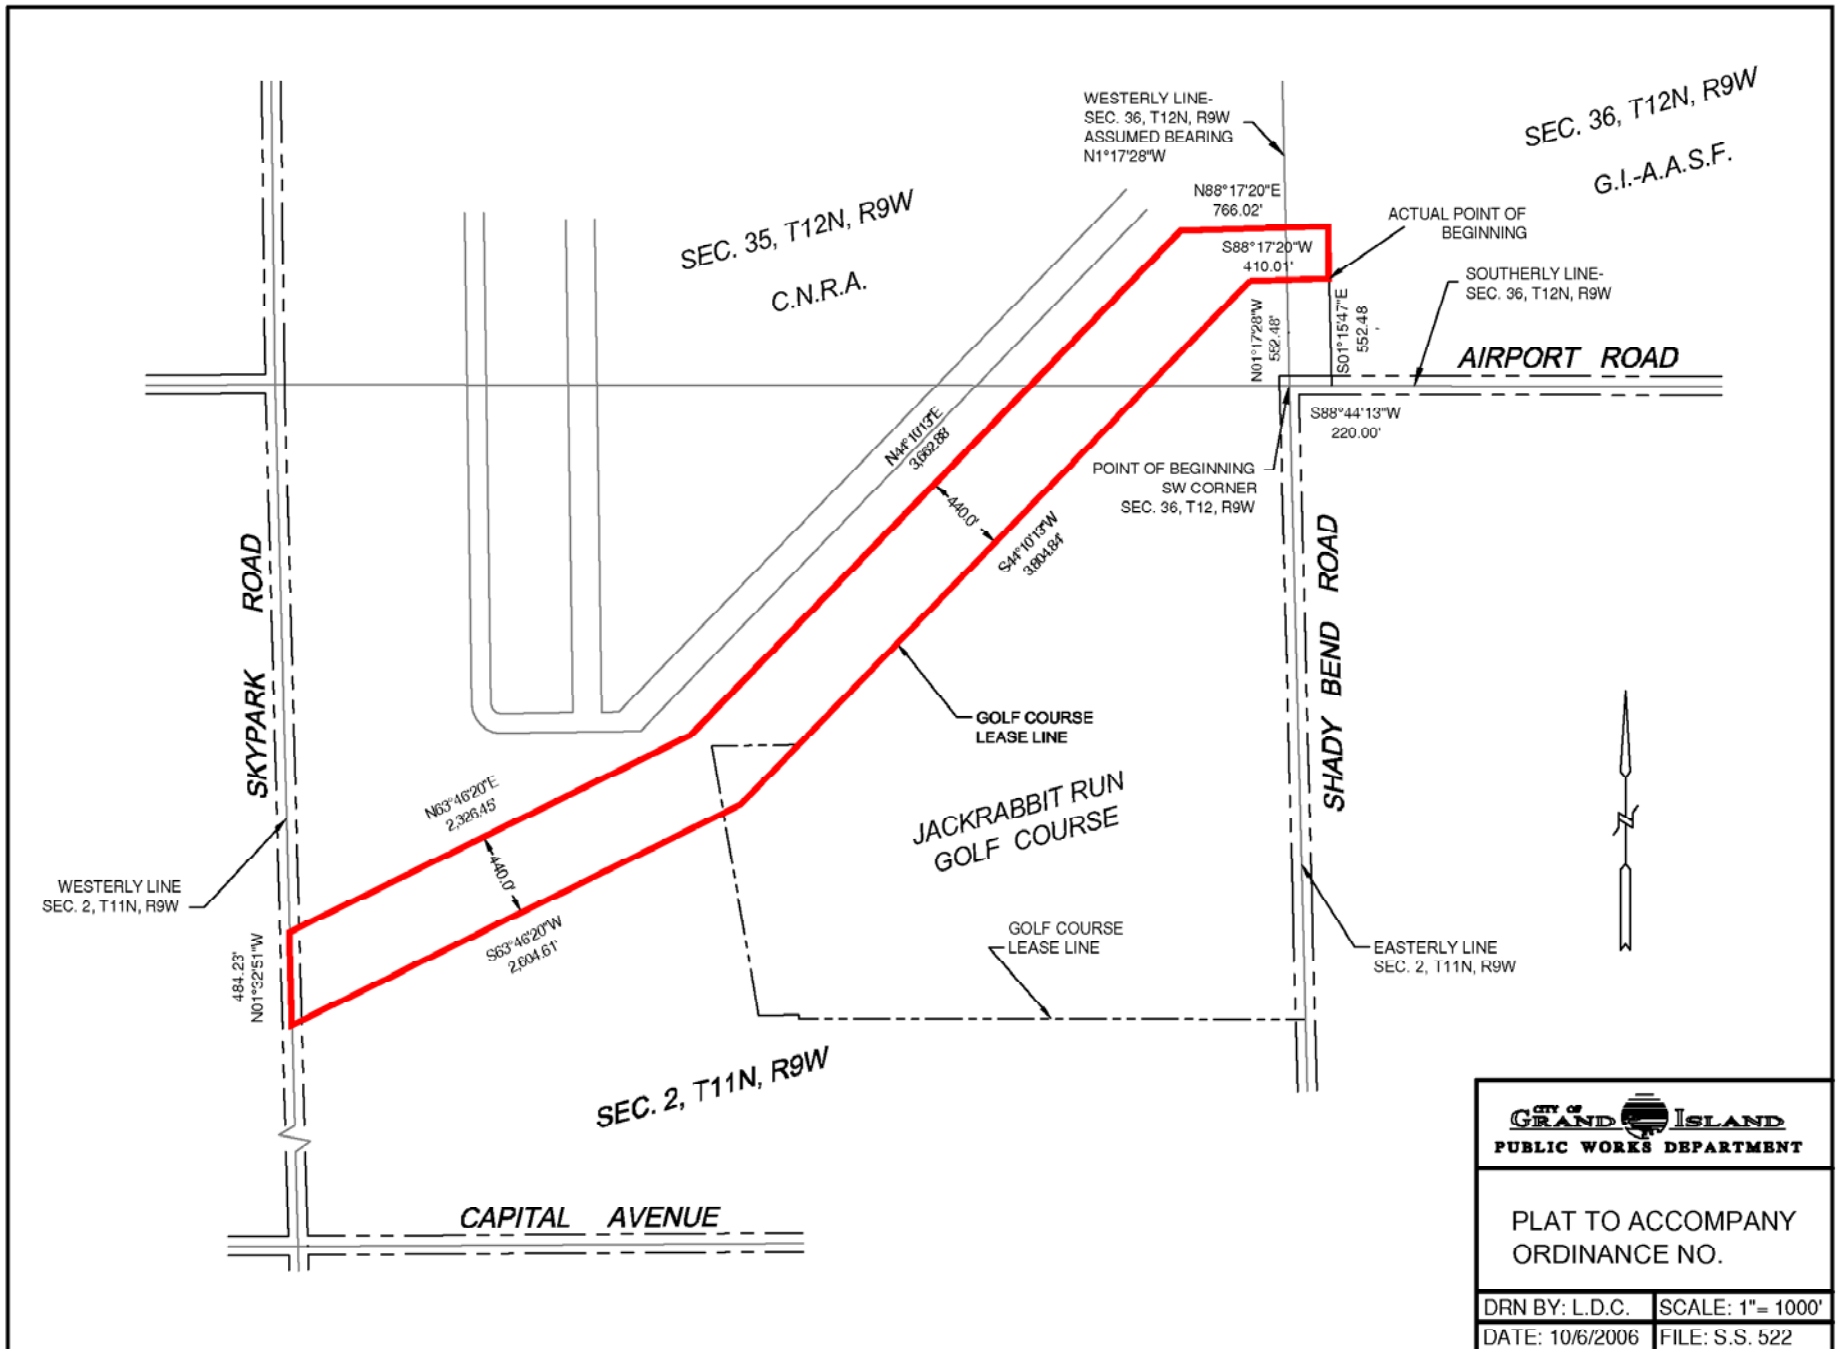 WESTERLY LINE-
SEC. 36, T12N, R9W
ASSUMED BEARING
N1°17'28"W
SEC. 36, T12N, R9W
G.I.-A.A.S.F.
SEC. 35, T12N, R9W
C.N.R.A.
N88°17'20"E
766.02'
ACTUAL POINT OF
BEGINNING
S88°17'20"W
410.01'
SOUTHERLY LINE-
SEC. 36, T12N, R9W
N01°17'28"W
552.48'
S01°15'47"E
552.48'
AIRPORT ROAD
S88°44'13"W
220.00'
N44°10'13"E
3,662.88'
POINT OF BEGINNING
SW CORNER
SEC. 36, T12, R9W
440.0'
S44°10'13"W
3,804.84'
SKYPARK ROAD
SHADY BEND ROAD
GOLF COURSE
LEASE LINE
JACKRABBIT RUN
GOLF COURSE
N63°46'20"E
2,326.45'
440.0'
WESTERLY LINE
SEC. 2, T11N, R9W
S63°46'20"W
2,604.61'
484.23'
N01°32'51"W
GOLF COURSE
LEASE LINE
EASTERLY LINE
SEC. 2, T11N, R9W
N
SEC. 2, T11N, R9W
CAPITAL AVENUE
CITY OF
GRAND ISLAND
PUBLIC WORKS DEPARTMENT
PLAT TO ACCOMPANY
ORDINANCE NO.
DRN BY: L.D.C.
SCALE: 1"= 1000'
DATE: 10/6/2006
FILE: S.S. 522